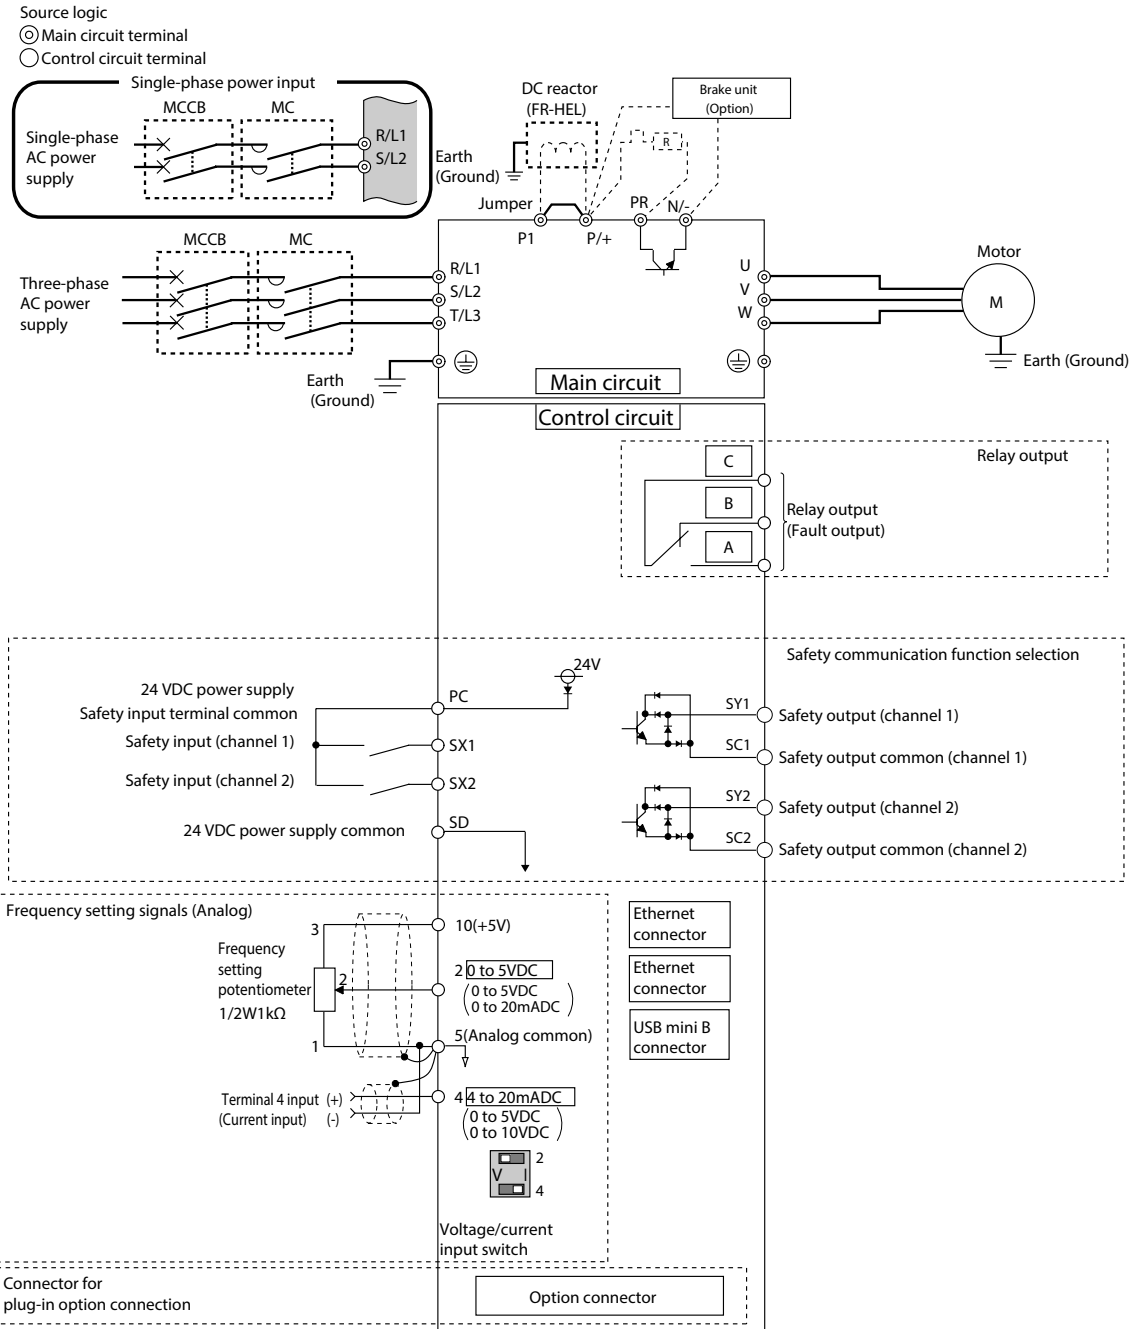 Source logic
Main circuit terminal
Control circuit terminal
Single-phase power input
MCCB
MC
Single-phase
AC power
supply
R/L1
S/L2
DC reactor
(FR-HEL)
Brake unit
(Option)
R
Earth
(Ground)
Jumper
P1
P/+
PR
N/-
MCCB
MC
Three-phase
AC power
supply
R/L1
S/L2
T/L3
U
V
W
Motor
M
Earth (Ground)
Earth
(Ground)
Main circuit
Control circuit
Relay output
C
B
A
Relay output
(Fault output)
Safety communication function selection
24 VDC power supply
Safety input terminal common
Safety input (channel 1)
Safety input (channel 2)
24 VDC power supply common
PC
24V
SX1
SX2
SD
SY1
Safety output (channel 1)
SC1
Safety output common (channel 1)
SY2
Safety output (channel 2)
SC2
Safety output common (channel 2)
Frequency setting signals (Analog)
Frequency
setting
potentiometer
1/2W1kΩ
3
2
1
10(+5V)
2 0 to 5VDC
(0 to 5VDC
0 to 20mADC)
5(Analog common)
Terminal 4 input (+)
(Current input) (-)
4 4 to 20mADC
(0 to 5VDC
0 to 10VDC)
2
V I
4
Voltage/current
input switch
Ethernet
connector
Ethernet
connector
USB mini B
connector
Connector for
plug-in option connection
Option connector